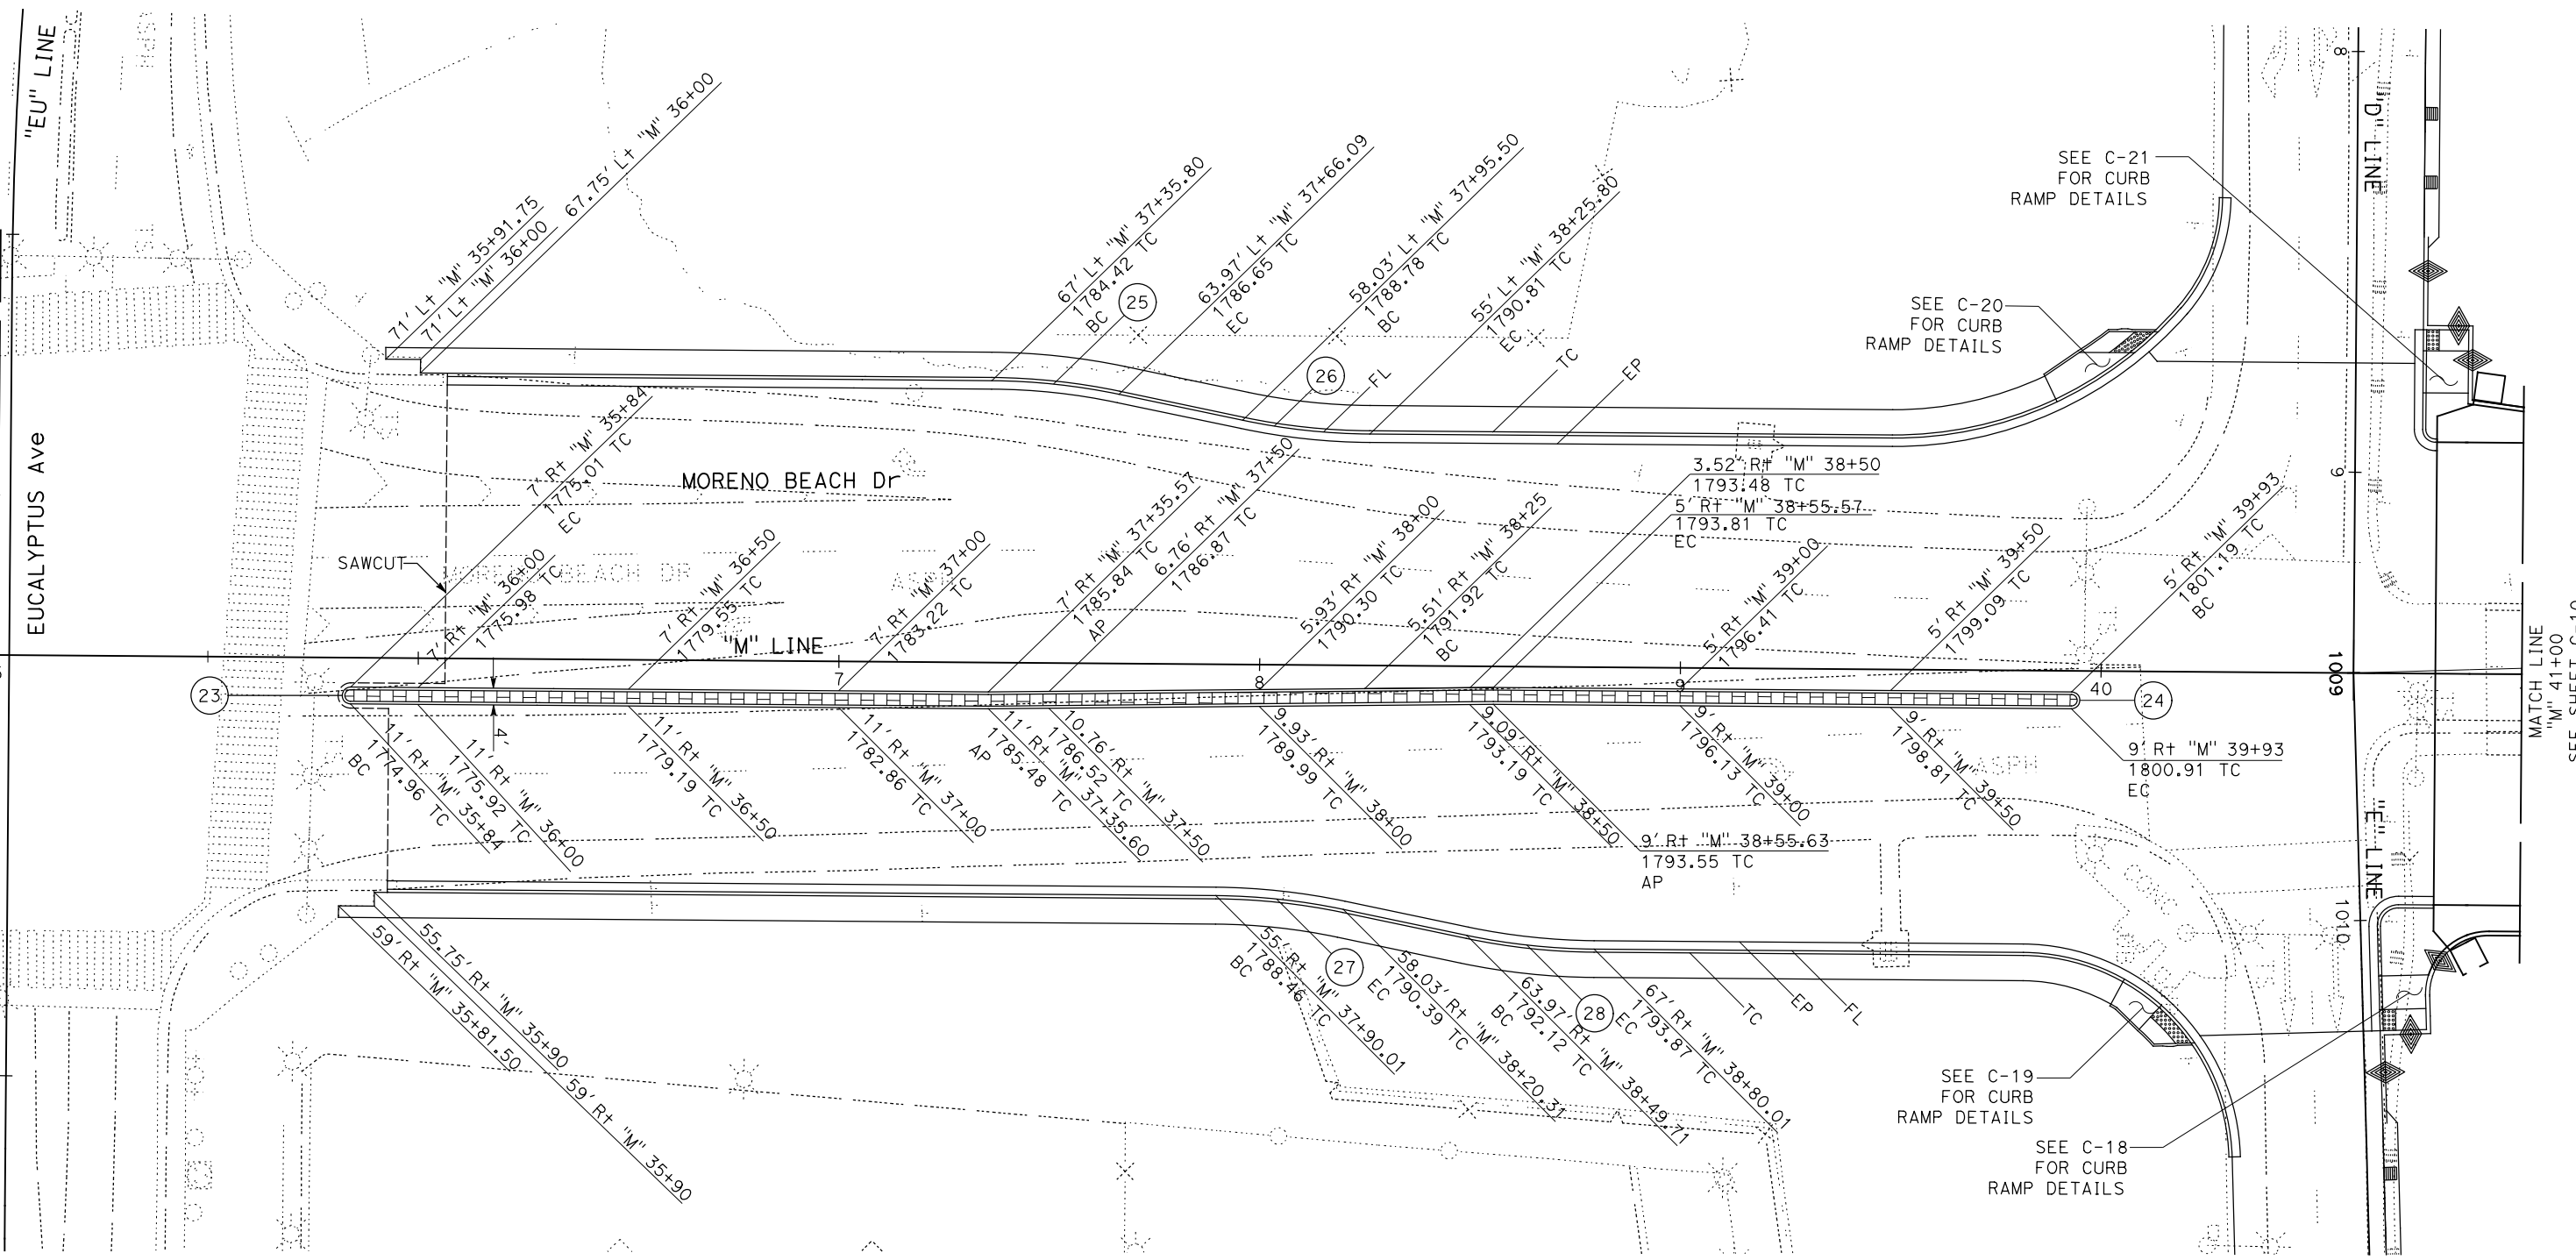 "EU" LINE
EUCALYPTUS Ave
71' Lt "M" 35+91.75
71' Lt "M" 36+00
67.75' Lt "M" 36+00
67' Lt "M" 37+35.80
1784.42 TC
BC
25
63.97' Lt "M" 37+66.09
1786.65 TC
EC
58.03' Lt "M" 37+95.50
1788.78 TC
BC
26
55' Lt "M" 38+25.80
1790.81 TC
EC
FL
TC
EP
SEE C-21
FOR CURB
RAMP DETAILS
SEE C-20
FOR CURB
RAMP DETAILS
8
"D" LINE
9
MORENO BEACH Dr
SAWCUT
MORENO BEACH DR
ASPH
7' Rt "M" 35+84
1775.01 TC
EC
7' Rt "M" 36+00
1775.98 TC
7' Rt "M" 36+50
1779.55 TC
7' Rt "M" 37+00
1783.22 TC
7' Rt "M" 37+35.57
1785.84 TC
AP
6.76' Rt "M" 37+50
1786.87 TC
5.93' Rt "M" 38+00
1790.30 TC
5.51' Rt "M" 38+25
1791.92 TC
BC
3.52' Rt "M" 38+50
1793.48 TC
5' Rt "M" 38+55.57
1793.81 TC
EC
5' Rt "M" 39+00
1796.41 TC
5' Rt "M" 39+50
1799.09 TC
5' Rt "M" 39+93
1801.19 TC
BC
"M" LINE
7
8
9
40
1009
23
24
4'
11' Rt "M" 35+84
1774.96 TC
BC
11' Rt "M" 36+00
1775.92 TC
11' Rt "M" 36+50
1779.19 TC
11' Rt "M" 37+00
1782.86 TC
11' Rt "M" 37+35.60
1785.48 TC
AP
10.76' Rt "M" 37+50
1786.52 TC
9.93' Rt "M" 38+00
1789.99 TC
9.09' Rt "M" 38+50
1793.19 TC
9' Rt "M" 38+55.63
1793.55 TC
AP
9' Rt "M" 39+00
1796.13 TC
9' Rt "M" 39+50
1798.81 TC
9' Rt "M" 39+93
1800.91 TC
EC
ASPH
MATCH LINE
"M" 41+00
SEE SHEET C-10
"E" LINE
1010
59' Rt "M" 35+81.50
55.75' Rt "M" 35+90
59' Rt "M" 35+90
55' Rt "M" 37+90.01
1788.46 TC
BC
27
58.03' Rt "M" 38+20.31
1790.39 TC
EC
63.97' Rt "M" 38+49.71
1792.12 TC
BC
28
67' Rt "M" 38+80.01
1793.87 TC
EC
TC
EP
FL
CONC
SEE C-19
FOR CURB
RAMP DETAILS
SEE C-18
FOR CURB
RAMP DETAILS